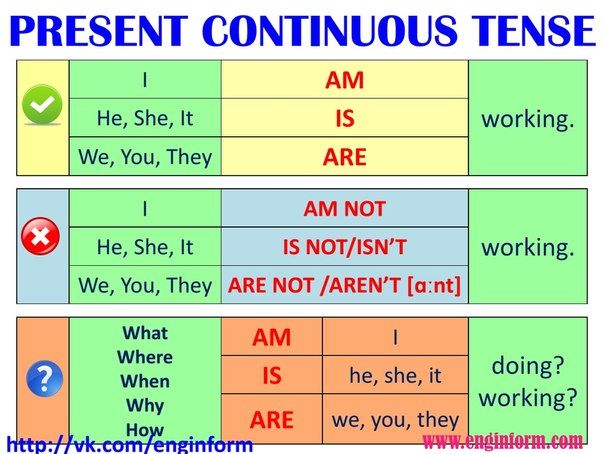 PRESENT CONTINUOUS TENSE
I AM
He, She, It IS working.
We, You, They ARE
I AM NOT
He, She, It IS NOT/ISN'T working.
We, You, They ARE NOT /AREN'T [ɑːnt]
What
Where
When
Why
How
AM I
IS he, she, it
ARE we, you, they
doing?
working?
?
http://vk.com/enginform
www.enginform.com